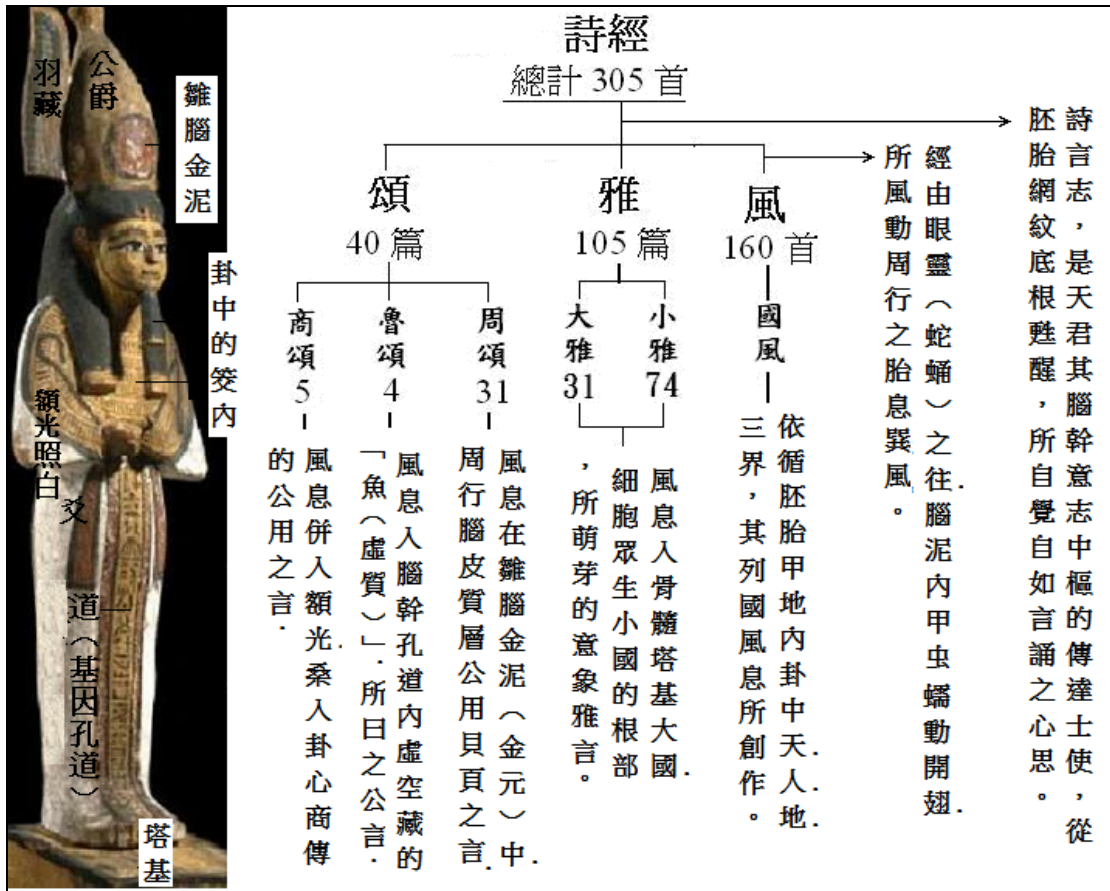 詩經
總計 305 首
頌
40 篇
雅
105 篇
風
160 首
商頌
5
魯頌
4
周頌
31
大雅
31
小雅
74
國風
詩言志，是天君其腦幹意志中樞的傳達士使，從
胚胎網紋底根甦醒，所自覺自如言誦之心思。
經由眼靈（蛇蛹）之往．腦泥內甲虫蠕動開翅．
所風動周行之胎息巽風。
依循胚胎甲地內卦中天．人．地．
三界，其列國風息所創作。
風息入骨髓塔基大國．
細胞眾生小國的根部
，所萌芽的意象雅言。
風息在雛腦金泥（金元）中．
周行腦皮質層公用貝頁之言．
風息入腦幹孔道內虛空藏的
「魚（虛質）」．所曰之公言．
風息併入額光．桑入卦心商傳
的公用之言．
公爵
羽藏
雛腦金泥
卦中的筊內
額光照白
爻
道（基因孔道）
塔基